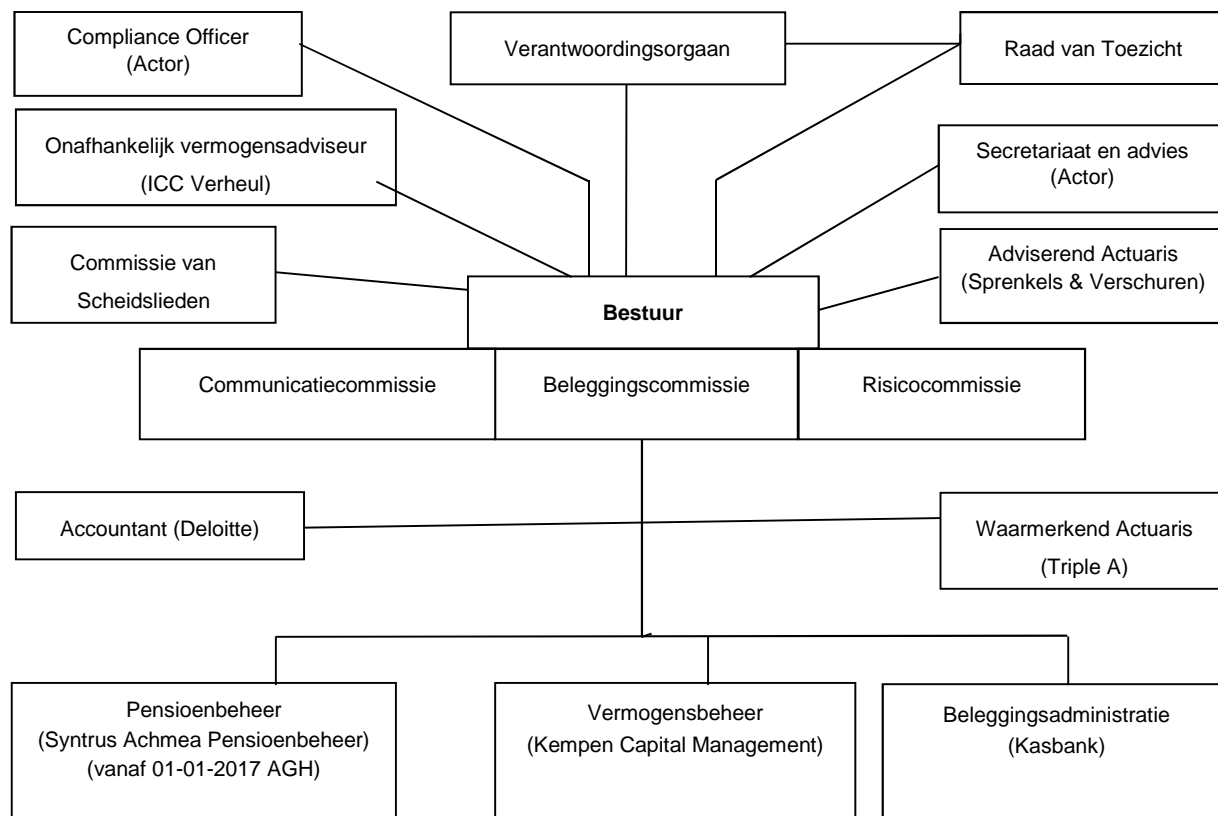 Compliance Officer
(Actor)
Verantwoordingsorgaan
Raad van Toezicht
Onafhankelijk vermogensadviseur
(ICC Verheul)
Secretariaat en advies
(Actor)
Commissie van
Scheidslieden
Adviserend Actuaris
(Sprenkels & Verschuren)
Bestuur
Communicatiecommissie
Beleggingscommissie
Risicocommissie
Accountant (Deloitte)
Waarmerkend Actuaris
(Triple A)
Pensioenbeheer
(Syntrus Achmea Pensioenbeheer)
(vanaf 01-01-2017 AGH)
Vermogensbeheer
(Kempen Capital Management)
Beleggingsadministratie
(Kasbank)